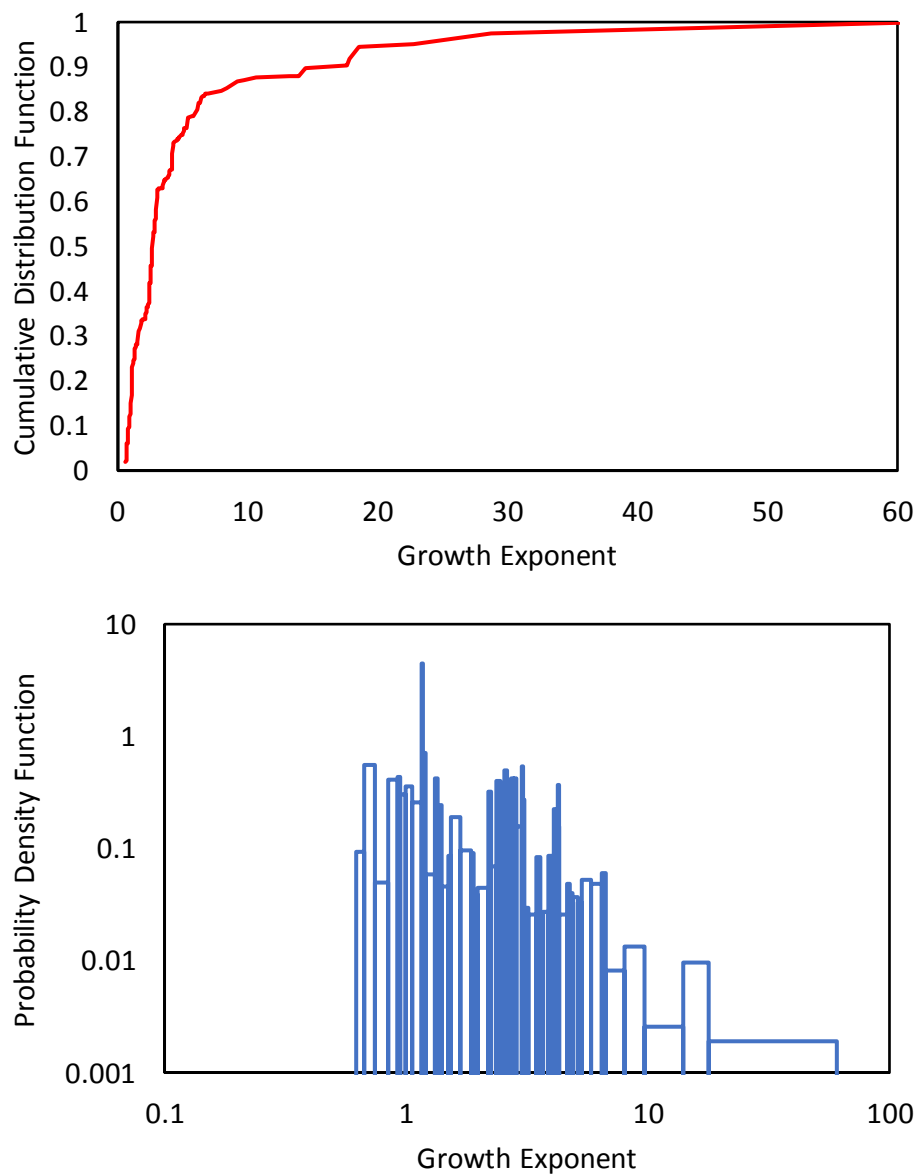 Cumulative Distribution Function
1
0.9
0.8
0.7
0.6
0.5
0.4
0.3
0.2
0.1
0
0 10 20 30 40 50 60
Growth Exponent
Probability Density Function
10
1
0.1
0.01
0.001
0.1 1 10 100
Growth Exponent